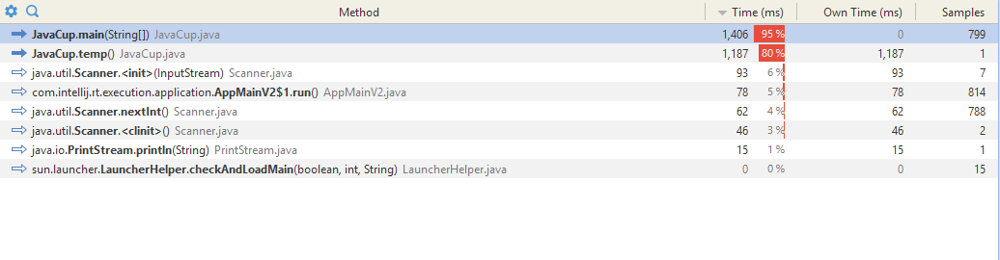 Method Time (ms) Own Time (ms) Samples
JavaCup.main(String[]) JavaCup.java 1,406 95 % 0 799
JavaCup.temp() JavaCup.java 1,187 80 % 1,187 1
java.util.Scanner.<init>(InputStream) Scanner.java 93 6 % 93 7
com.intellij.rt.execution.application.AppMainV2$1.run() AppMainV2.java 78 5 % 78 814
java.util.Scanner.nextInt() Scanner.java 62 4 % 62 788
java.util.Scanner.<clinit>() Scanner.java 46 3 % 46 2
java.io.PrintStream.println(String) PrintStream.java 15 1 % 15 1
sun.launcher.LauncherHelper.checkAndLoadMain(boolean, int, String) LauncherHelper.java 0 0 % 0 15